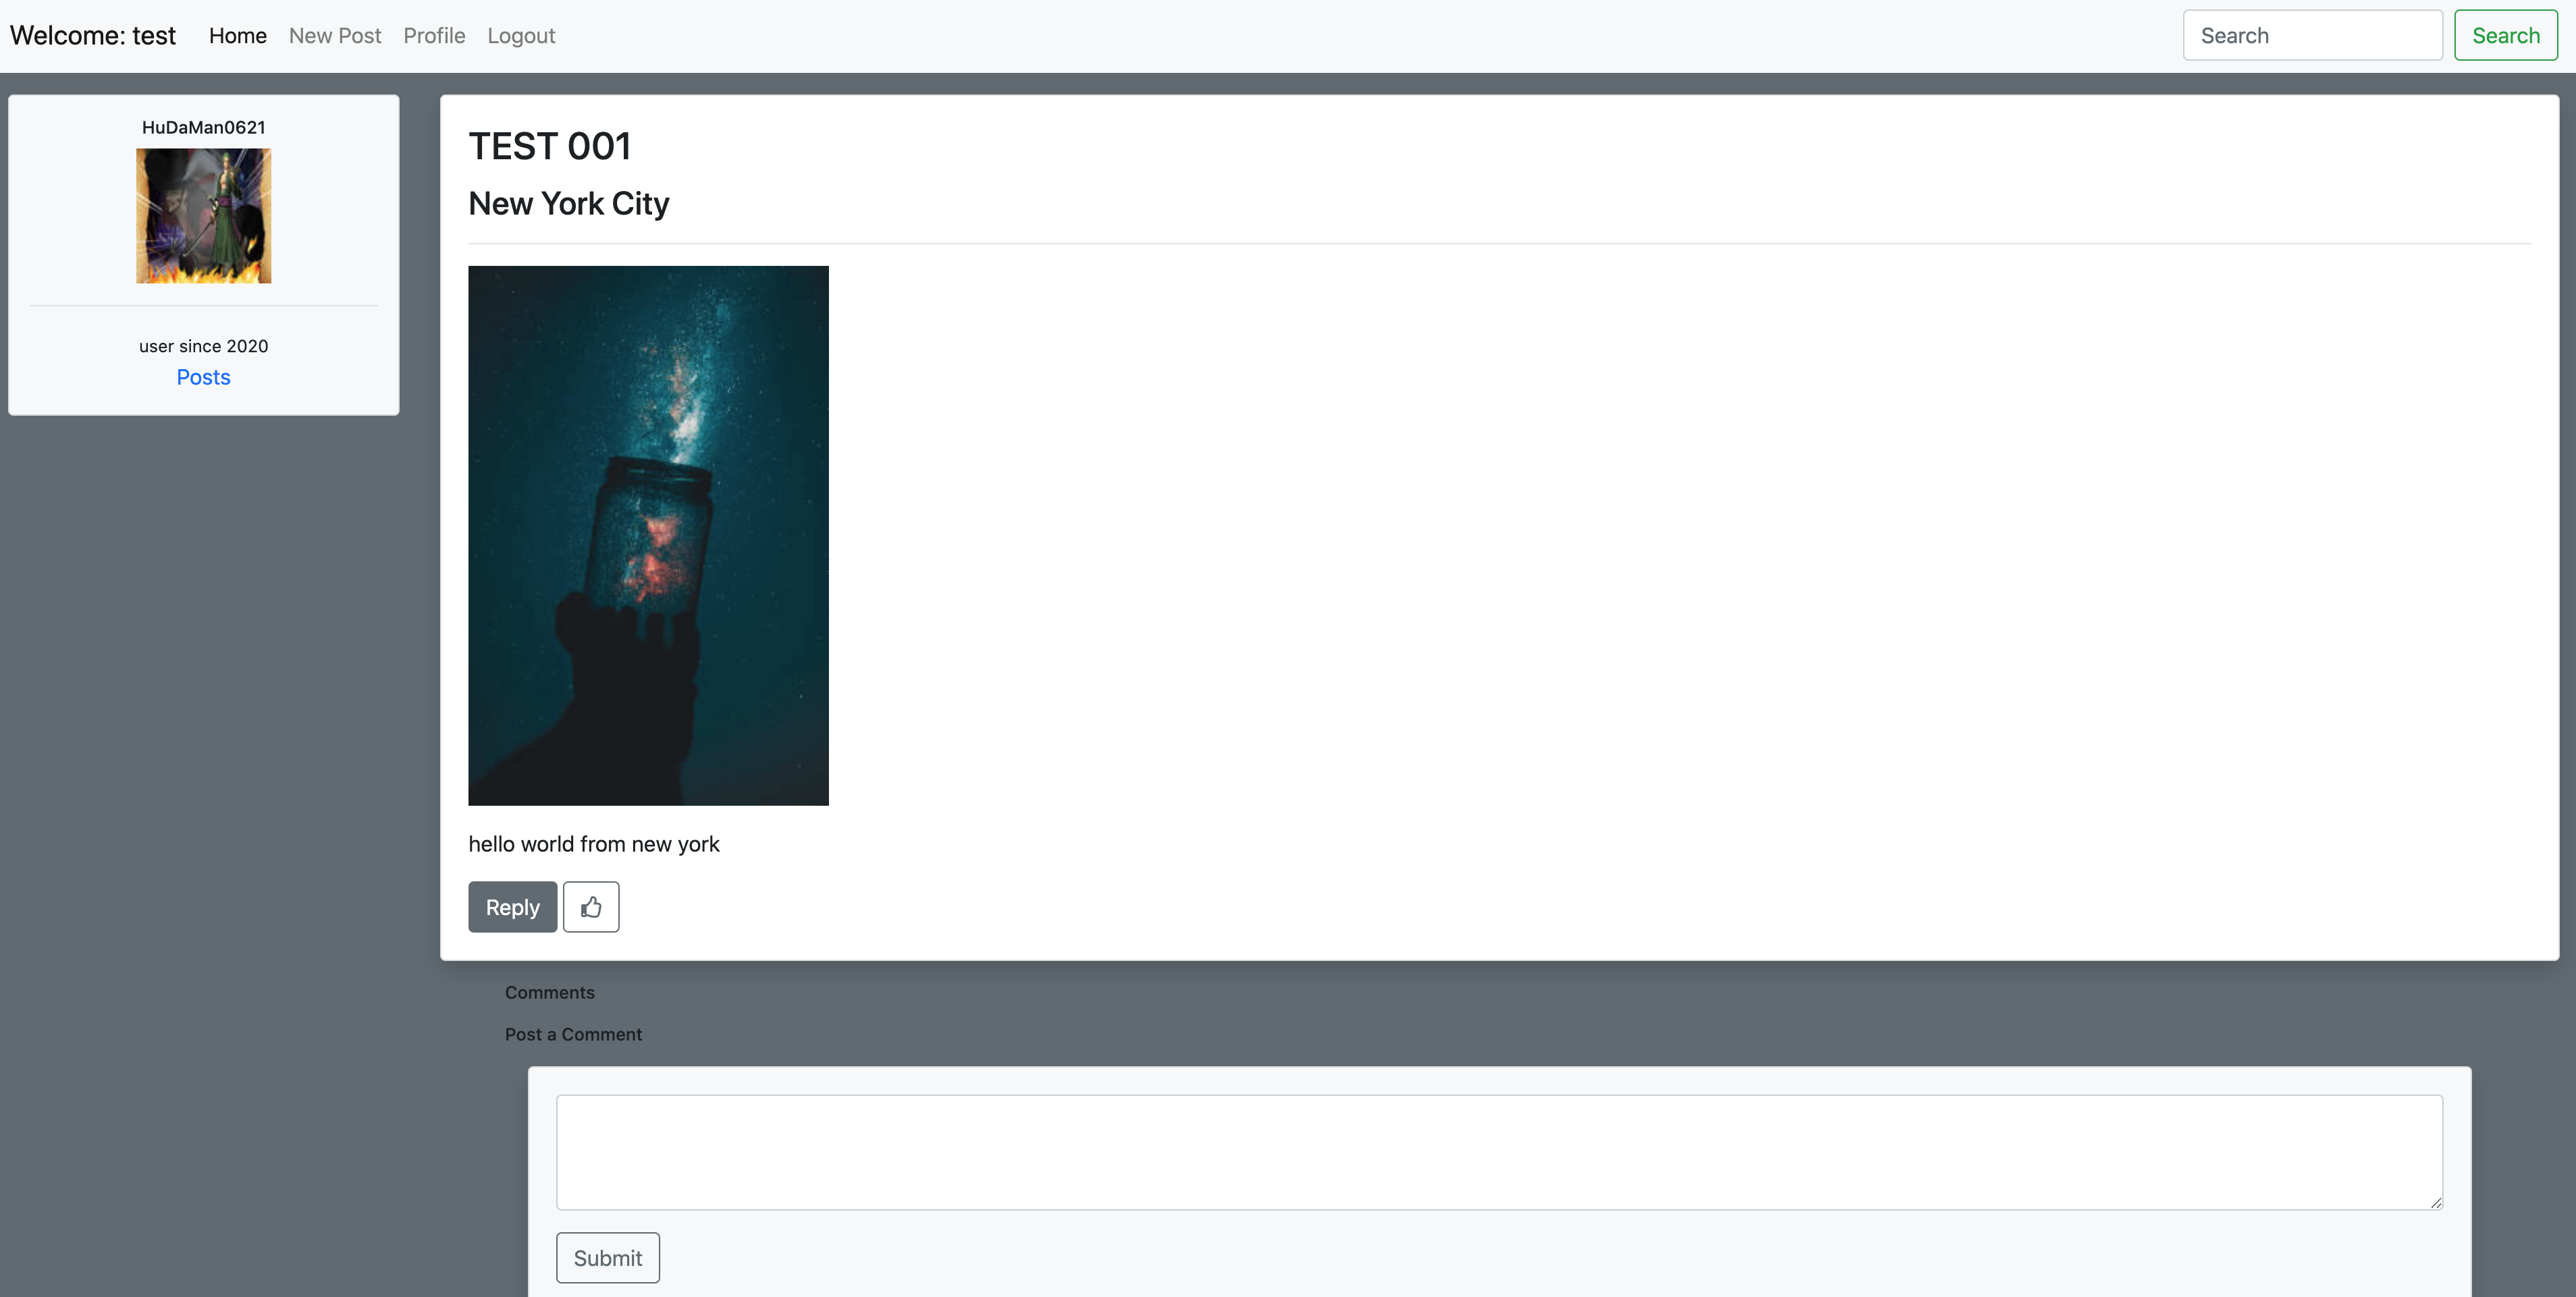 Welcome: test Home New Post Profile Logout Search Search
HuDaMan0621
user since 2020
Posts
TEST 001
New York City
hello world from new york
Reply
Comments
Post a Comment
Submit